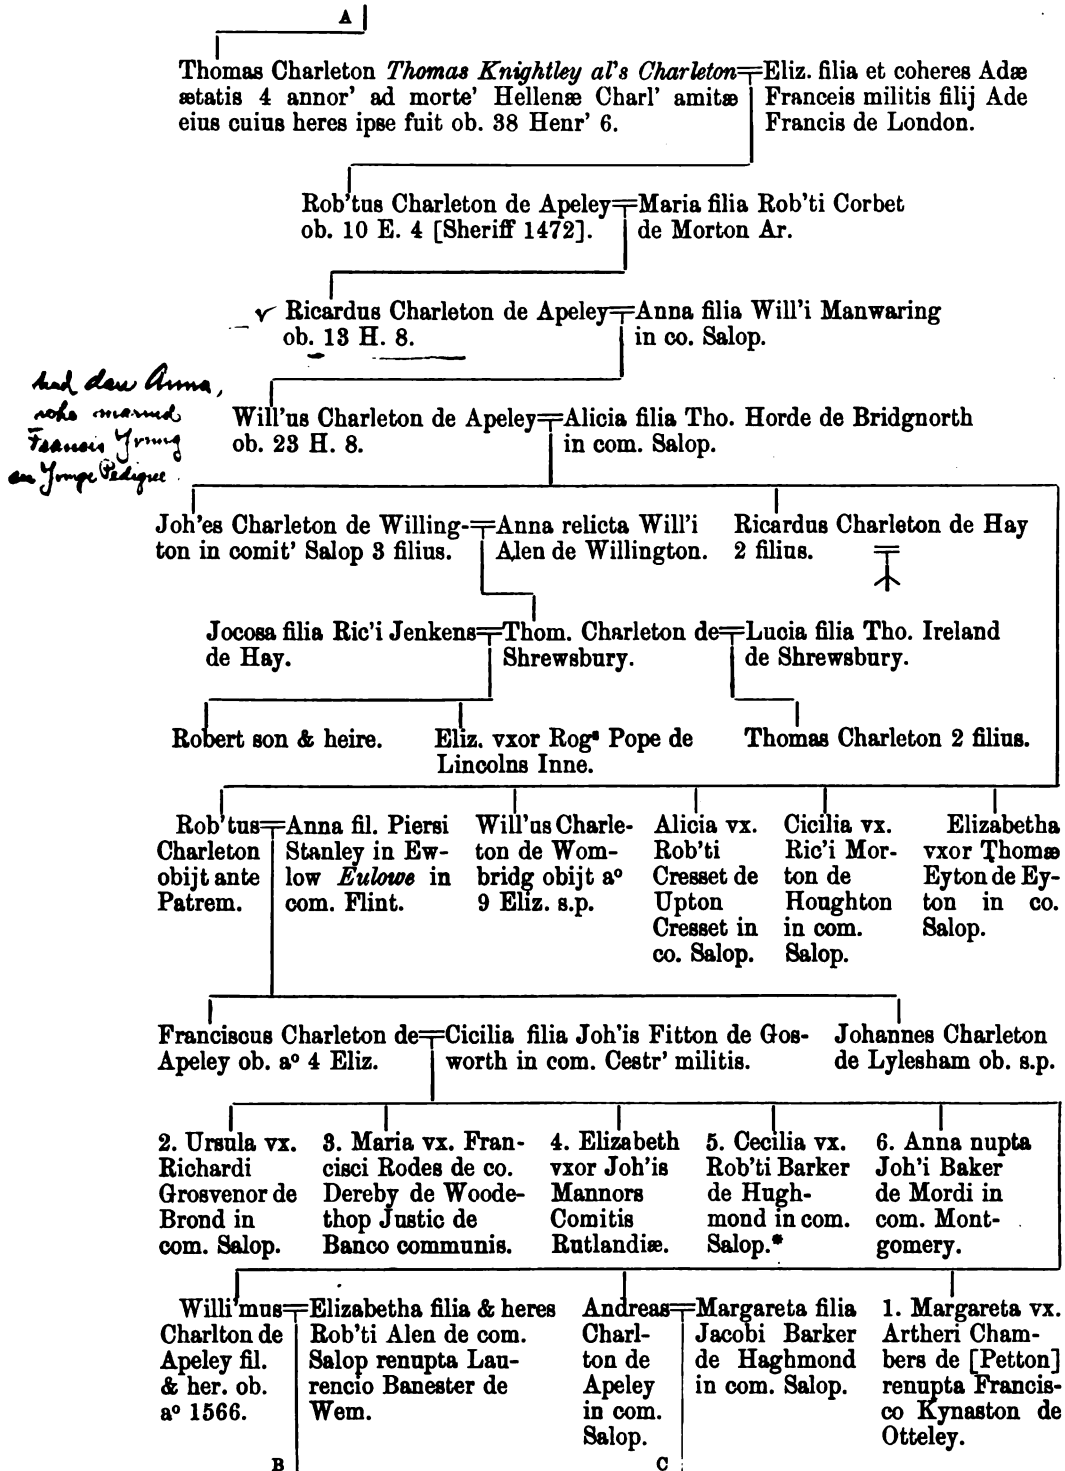 A
Thomas Charleton Thomas Knightley al's Charleton
ætatis 4 annor' ad morte' Hellenæ Charl' amitæ
eius cuius heres ipse fuit ob. 38 Henr' 6.
Eliz. filia et coheres Adæ
Franceis militis filij Ade
Francis de London.
Rob'tus Charleton de Apeley
ob. 10 E. 4 [Sheriff 1472].
Maria filia Rob'ti Corbet
de Morton Ar.
Ricardus Charleton de Apeley
ob. 13 H. 8.
Anna filia Will'i Manwaring
in co. Salop.
had dau Anna,
who married
Francis Yonng
see Yonge Pedigree.
Will'us Charleton de Apeley
ob. 23 H. 8.
Alicia filia Tho. Horde de Bridgnorth
in com. Salop.
Joh'es Charleton de Willing-
ton in comit' Salop 3 filius.
Anna relicta Will'i
Alen de Willington.
Ricardus Charleton de Hay
2 filius.
Jocosa filia Ric'i Jenkens
de Hay.
Thom. Charleton de
Shrewsbury.
Lucia filia Tho. Ireland
de Shrewsbury.
Robert son & heire.
Eliz. vxor Rogˢ Pope de
Lincolns Inne.
Thomas Charleton 2 filius.
Rob'tus
Charleton
obijt ante
Patrem.
Anna fil. Piersi
Stanley in Ew-
low Eulowe in
com. Flint.
Will'us Charle-
ton de Wom-
bridg obijt aº
9 Eliz. s.p.
Alicia vx.
Rob'ti
Cresset de
Upton
Cresset in
co. Salop.
Cicilia vx.
Ric'i Mor-
ton de
Houghton
in com.
Salop.
Elizabetha
vxor Thomæ
Eyton de Ey-
ton in co.
Salop.
Franciscus Charleton de
Apeley ob. aº 4 Eliz.
Cicilia filia Joh'is Fitton de Gos-
worth in com. Cestr' militis.
Johannes Charleton
de Lylesham ob. s.p.
2. Ursula vx.
Richardi
Grosvenor de
Brond in
com. Salop.
3. Maria vx. Fran-
cisci Rodes de co.
Dereby de Woode-
thop Justic de
Banco communis.
4. Elizabeth
vxor Joh'is
Mannors
Comitis
Rutlandiæ.
5. Cecilia vx.
Rob'ti Barker
de Hugh-
mond in com.
Salop.*
6. Anna nupta
Joh'i Baker
de Mordi in
com. Mont-
gomery.
Willi'mus
Charlton de
Apeley fil.
& her. ob.
aº 1566.
Elizabetha filia & heres
Rob'ti Alen de com.
Salop renupta Lau-
rencio Banester de
Wem.
Andreas
Charl-
ton de
Apeley
in com.
Salop.
Margareta filia
Jacobi Barker
de Haghmond
in com. Salop.
1. Margareta vx.
Artheri Cham-
bers de [Petton]
renupta Francis-
co Kynaston de
Otteley.
B
C